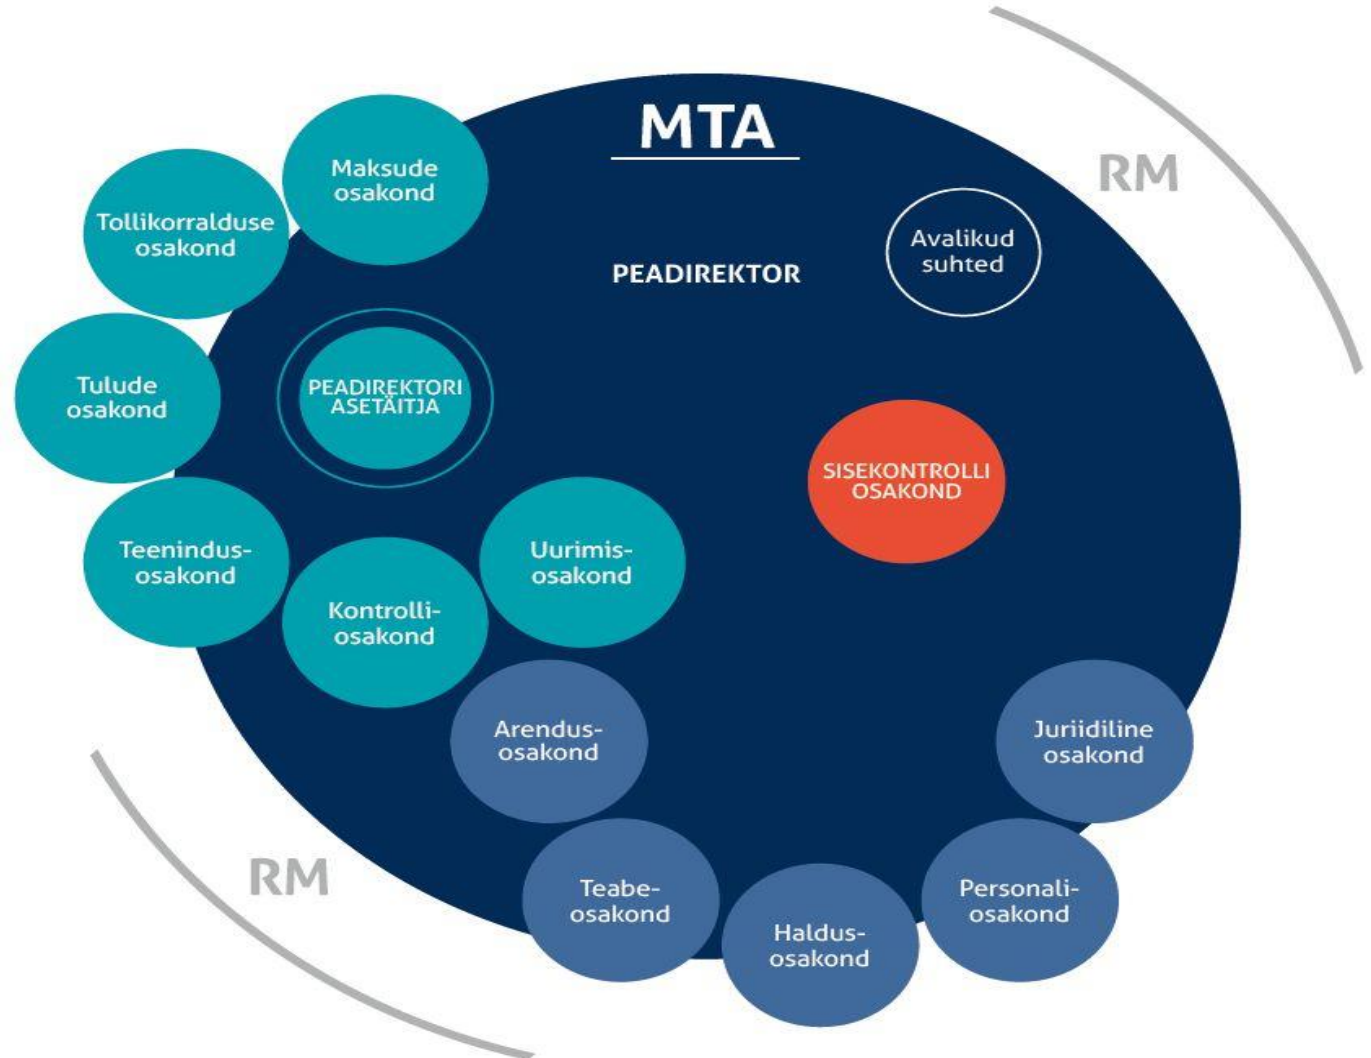 MTA
RM
Maksude
osakond
Tollikorralduse
osakond
Avalikud
suhted
PEADIREKTOR
Tulude
osakond
PEADIREKTORI
ASETÄITJA
SISEKONTROLLI
OSAKOND
Teenindus-
osakond
Uurimis-
osakond
Kontrolli-
osakond
Arendus-
osakond
Juriidiline
osakond
RM
Teabe-
osakond
Personali-
osakond
Haldus-
osakond